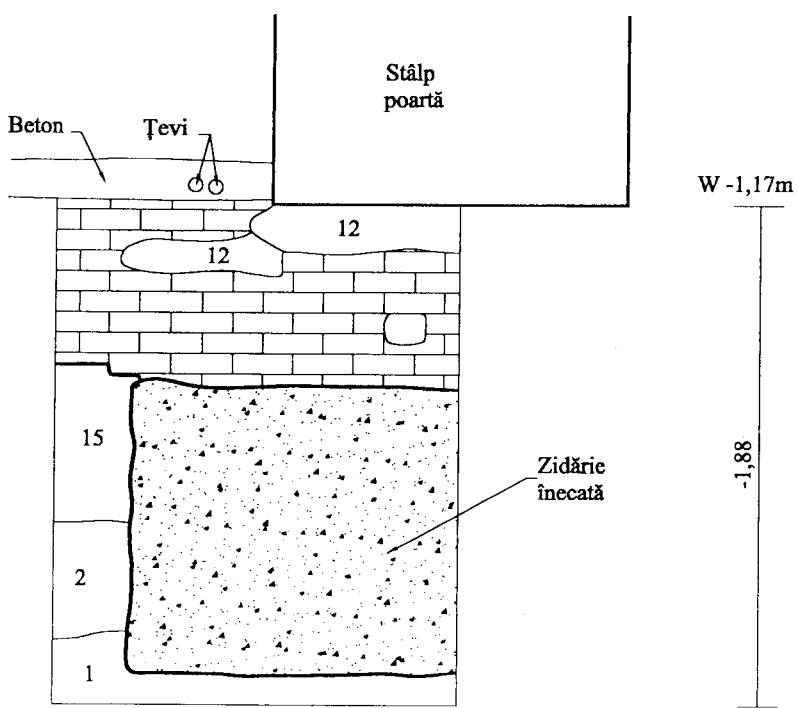 Stâlp
poartă
Beton
Țevi
W -1,17m
12
12
15
Zidărie
înecată
-1,88
2
1